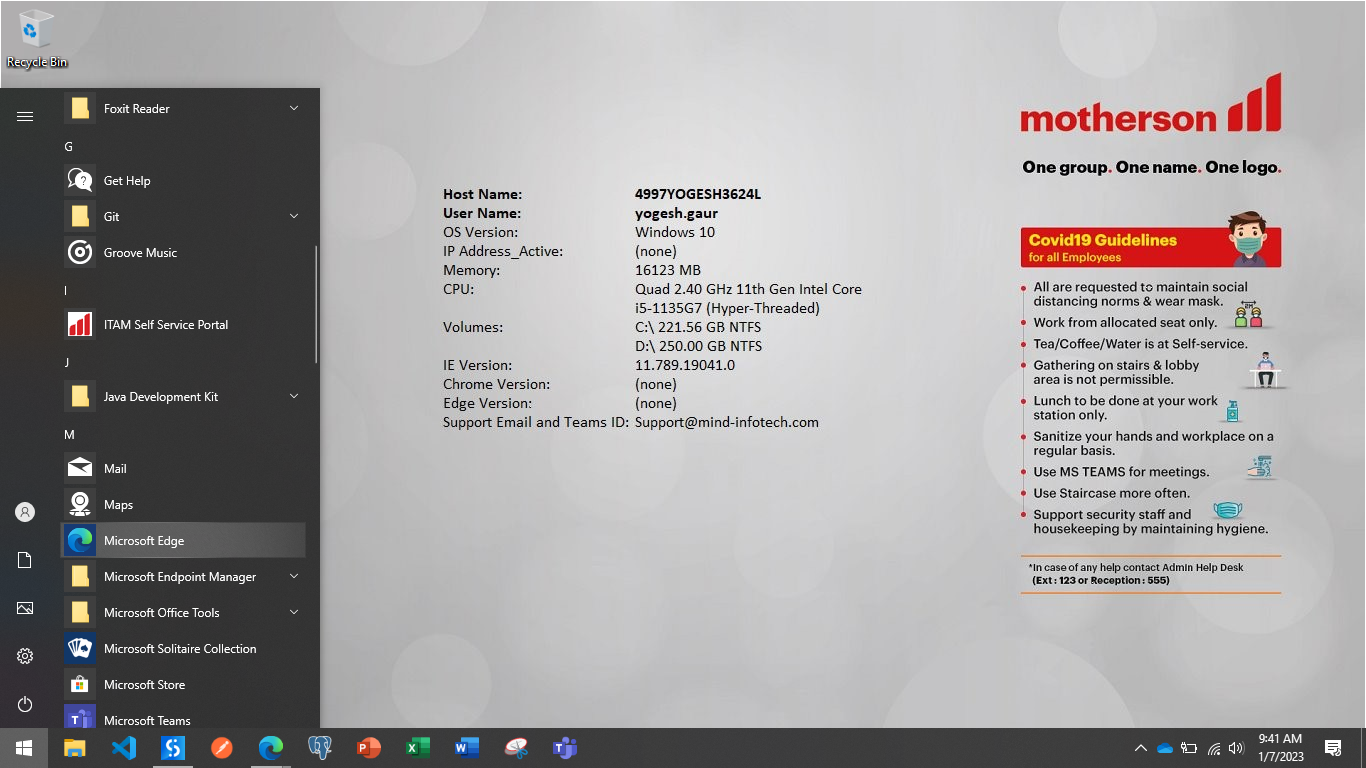 Recycle Bin
Foxit Reader
G
Get Help
Git
Groove Music
I
ITAM Self Service Portal
J
Java Development Kit
M
Mail
Maps
Microsoft Edge
Microsoft Endpoint Manager
Microsoft Office Tools
Microsoft Solitaire Collection
Microsoft Store
Microsoft Teams
Host Name: 4997YOGESH3624L
User Name: yogesh.gaur
OS Version: Windows 10
IP Address_Active: (none)
Memory: 16123 MB
CPU: Quad 2.40 GHz 11th Gen Intel Core
i5-1135G7 (Hyper-Threaded)
Volumes: C:\ 221.56 GB NTFS
D:\ 250.00 GB NTFS
IE Version: 11.789.19041.0
Chrome Version: (none)
Edge Version: (none)
Support Email and Teams ID: Support@mind-infotech.com
motherson
One group. One name. One logo.
Covid19 Guidelines
for all Employees
All are requested to maintain social
distancing norms & wear mask.
2M
Work from allocated seat only.
Tea/Coffee/Water is at Self-service.
Gathering on stairs & lobby
area is not permissible.
Lunch to be done at your work
station only.
Sanitize your hands and workplace on a
regular basis.
Use MS TEAMS for meetings.
Use Staircase more often.
Support security staff and
housekeeping by maintaining hygiene.
*In case of any help contact Admin Help Desk
(Ext : 123 or Reception : 555)
9:41 AM
1/7/2023